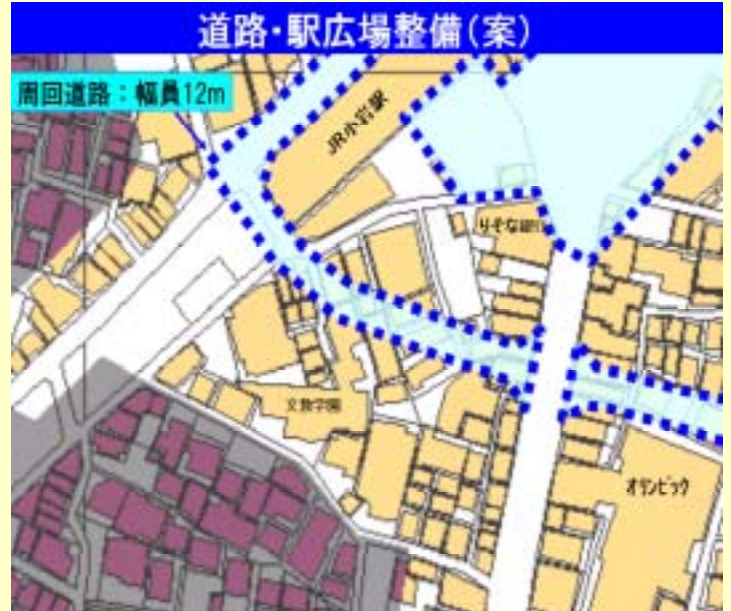 道路・駅広場整備(案)
周回道路：幅員12m
JR小岩駅
りそな銀行
文教学園
オリンピック